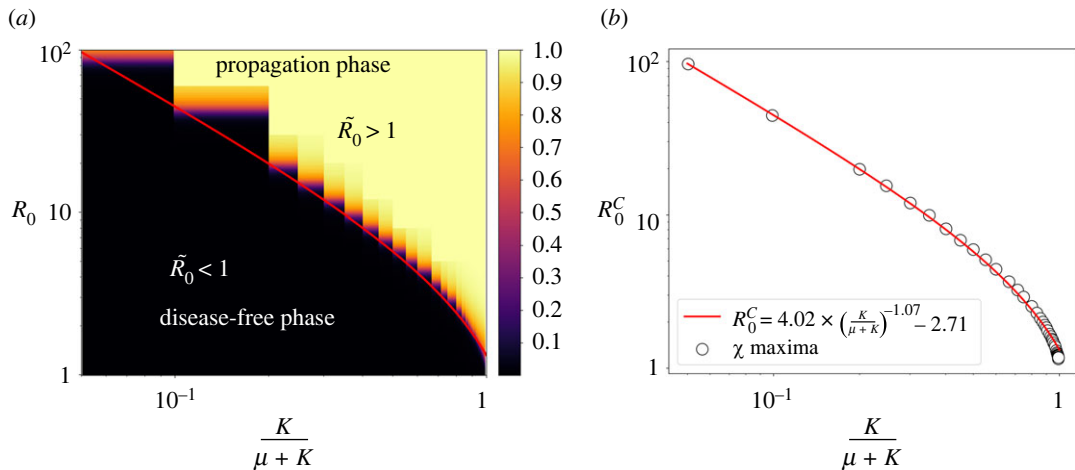 (a)
10²
10
1
R₀
propagation phase
R̃₀ > 1
R̃₀ < 1
disease-free phase
10⁻¹
1
K
μ + K
1.0
0.9
0.8
0.7
0.6
0.5
0.4
0.3
0.2
0.1
(b)
10²
10
1
R₀ᶜ
R₀ᶜ = 4.02 × (K/(μ + K))⁻¹·⁰⁷ − 2.71
χ maxima
10⁻¹
1
K
μ + K